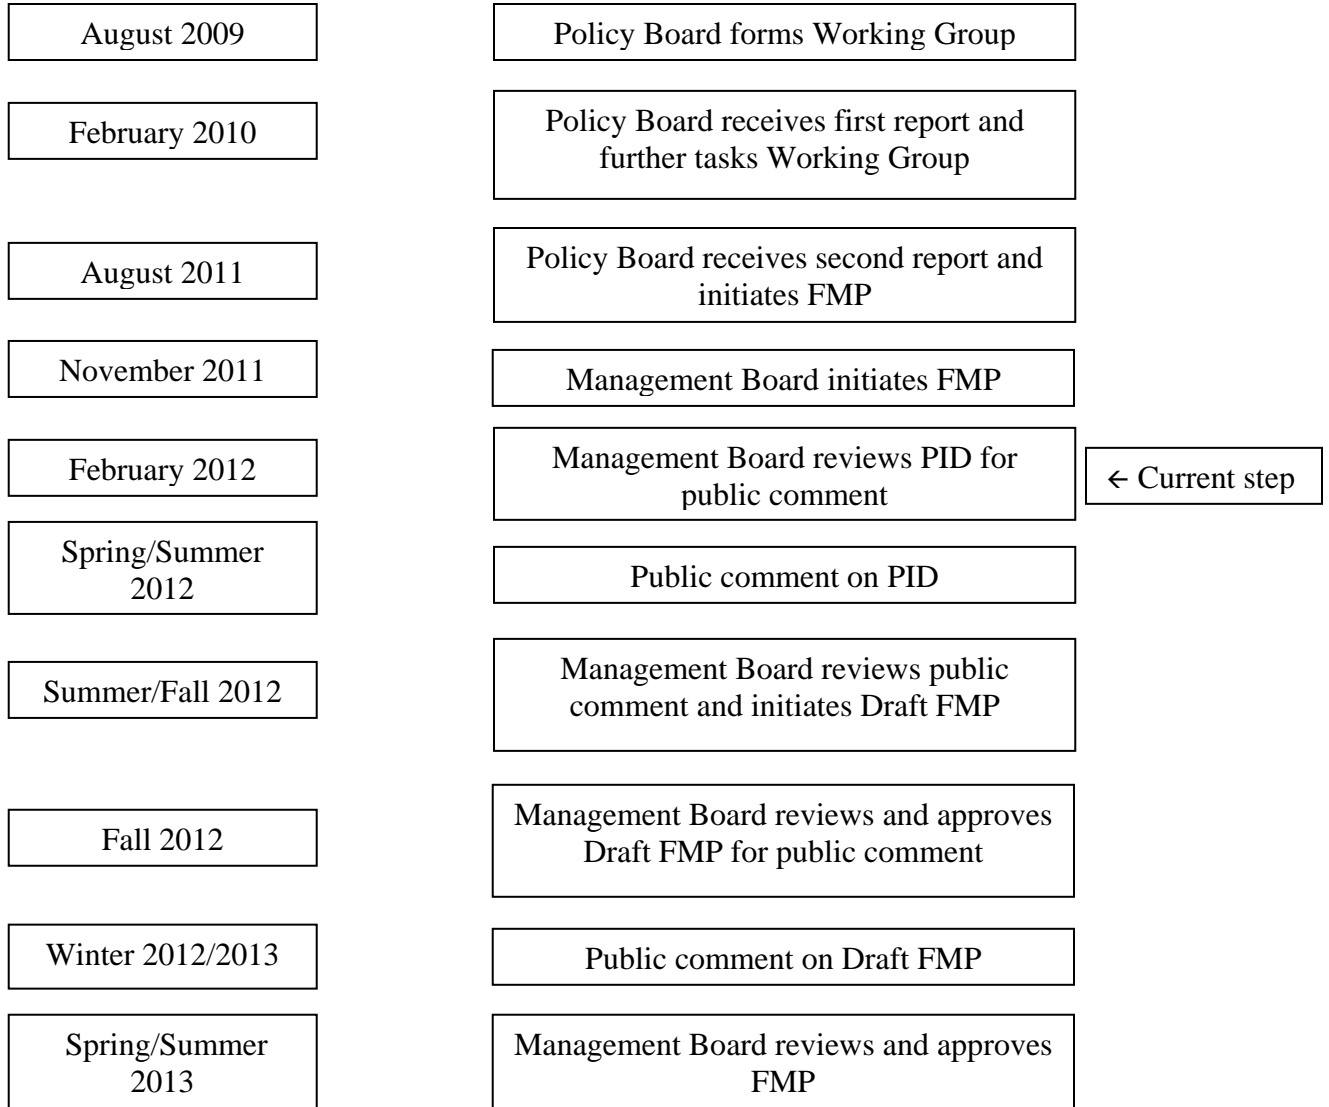 August 2009
Policy Board forms Working Group
February 2010
Policy Board receives first report and
further tasks Working Group
August 2011
Policy Board receives second report and
initiates FMP
November 2011
Management Board initiates FMP
February 2012
Management Board reviews PID for
public comment
← Current step
Spring/Summer
2012
Public comment on PID
Summer/Fall 2012
Management Board reviews public
comment and initiates Draft FMP
Fall 2012
Management Board reviews and approves
Draft FMP for public comment
Winter 2012/2013
Public comment on Draft FMP
Spring/Summer
2013
Management Board reviews and approves
FMP